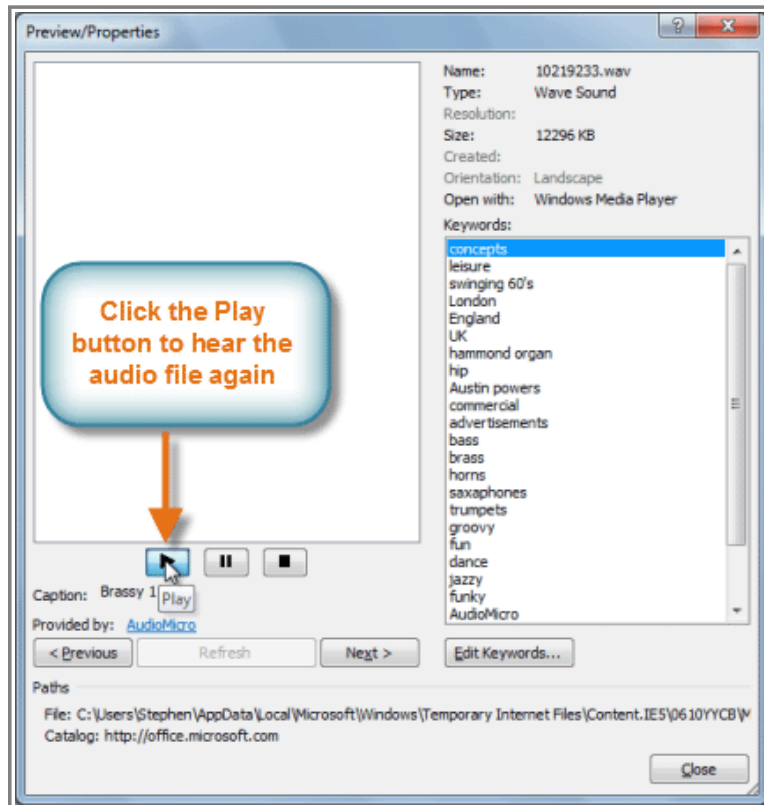 Preview/Properties
Name: 10219233.wav
Type: Wave Sound
Resolution:
Size: 12296 KB
Created:
Orientation: Landscape
Open with: Windows Media Player
Keywords:
concepts
leisure
swinging 60's
London
England
UK
hammond organ
hip
Austin powers
commercial
advertisements
bass
brass
horns
saxaphones
trumpets
groovy
fun
dance
jazzy
funky
AudioMicro
Click the Play
button to hear the
audio file again
Caption: Brassy 1
Play
Provided by: AudioMicro
< Previous Refresh Next > Edit Keywords...
Paths
File: C:\Users\Stephen\AppData\Local\Microsoft\Windows\Temporary Internet Files\Content.IE5\0610YYCB\M
Catalog: http://office.microsoft.com
Close